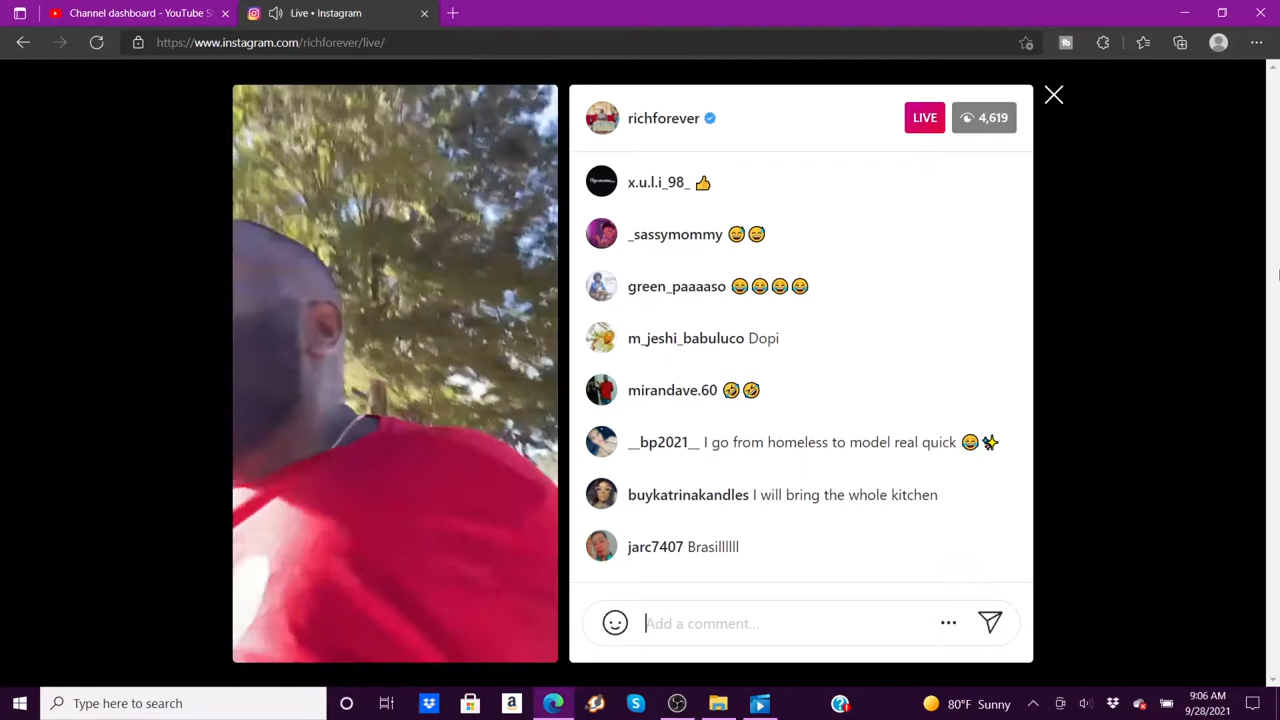 Channel dashboard - YouTube S
Live • Instagram
https://www.instagram.com/richforever/live/
richforever
LIVE
4,619
x.u.l.i_98_ 👍
_sassymommy 😅😅
green_paaaaso 😂😂😂😂
m_jeshi_babuluco Dopi
mirandave.60 🤣🤣
__bp2021__ I go from homeless to model real quick 😂✨
buykatrinakandles I will bring the whole kitchen
jarc7407 Brasillllll
Add a comment...
Type here to search
80°F Sunny
9:06 AM
9/28/2021